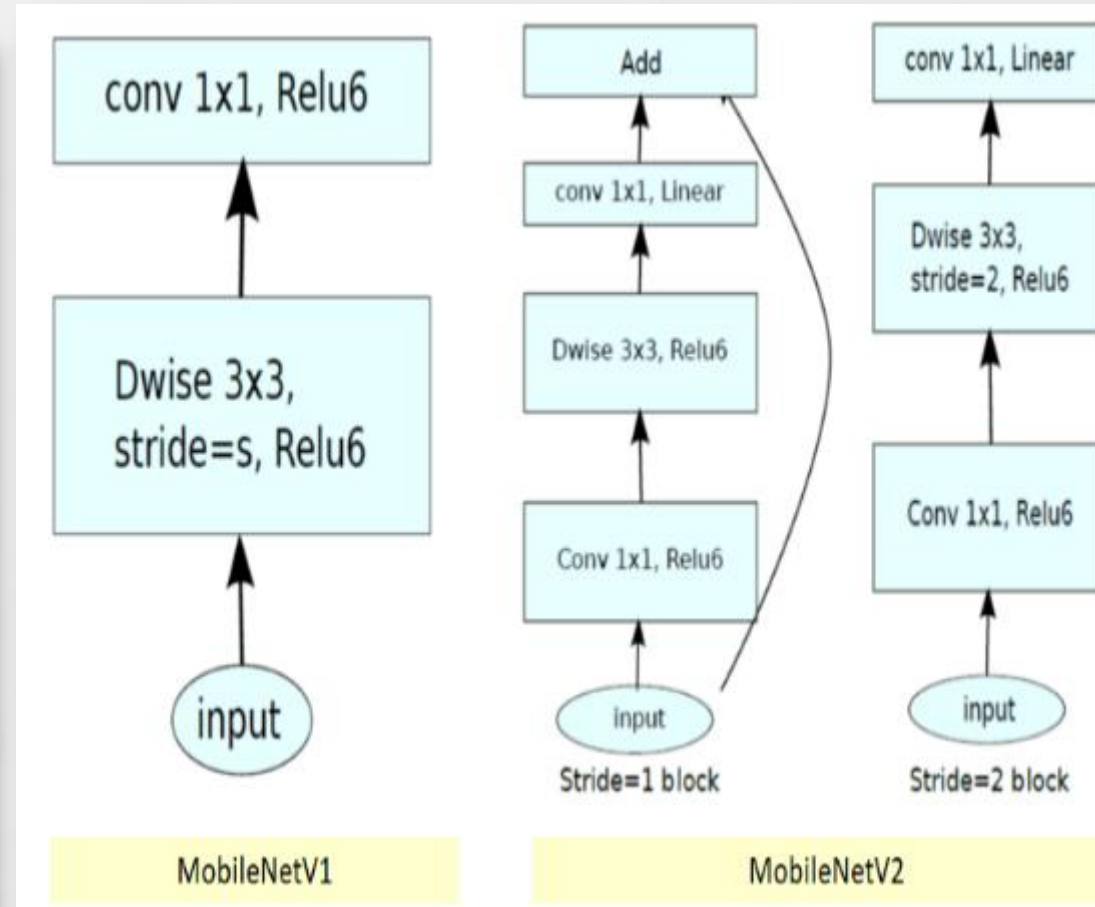 conv 1x1, Relu6
Dwise 3x3,
stride=s, Relu6
input
MobileNetV1
Add
conv 1x1, Linear
Dwise 3x3, Relu6
Conv 1x1, Relu6
input
Stride=1 block
conv 1x1, Linear
Dwise 3x3,
stride=2, Relu6
Conv 1x1, Relu6
input
Stride=2 block
MobileNetV2